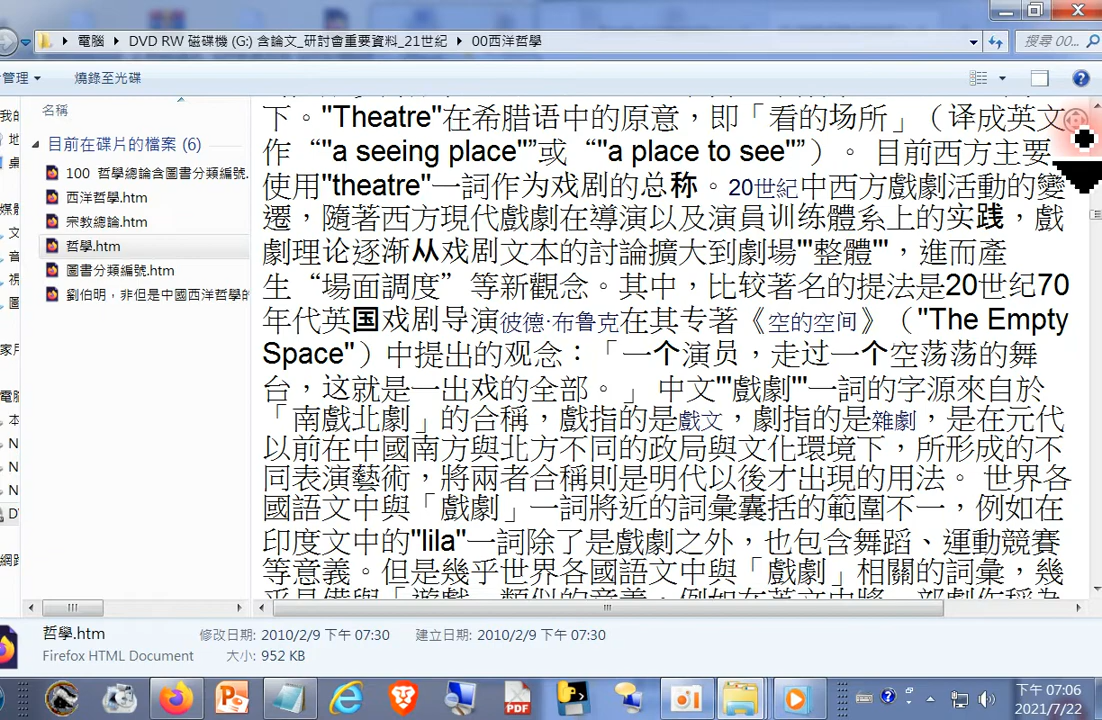 電腦 ▸ DVD RW 磁碟機 (G:) 含論文_研討會重要資料_21世紀 ▸ 00西洋哲學
搜尋 00...
管理 燒錄至光碟
名稱
目前在碟片的檔案 (6)
100 哲學總論含圖書分類編號.
西洋哲學.htm
宗教總論.htm
哲學.htm
圖書分類編號.htm
劉伯明，非但是中國西洋哲學的
下。"Theatre"在希腊语中的原意，即「看的场所」（译成英文
作“"a seeing place"”或“"a place to see"”）。 目前西方主要
使用"theatre"一詞作为戏剧的总称。20世紀中西方戲劇活動的變
遷，隨著西方現代戲劇在導演以及演員训练體系上的实践，戲
劇理论逐渐从戏剧文本的討論擴大到劇場"'整體"'，進而產
生“場面調度”等新觀念。其中，比较著名的提法是20世纪70
年代英国戏剧导演彼德·布鲁克在其专著《空的空间》（"The Empty
Space"）中提出的观念：「一个演员，走过一个空荡荡的舞
台，这就是一出戏的全部。」 中文"'戲劇"'一詞的字源來自於
「南戲北劇」的合稱，戲指的是戲文，劇指的是雜劇，是在元代
以前在中國南方與北方不同的政局與文化環境下，所形成的不
同表演藝術，將兩者合稱則是明代以後才出現的用法。 世界各
國語文中與「戲劇」一詞將近的詞彙囊括的範圍不一，例如在
印度文中的"lila"一詞除了是戲劇之外，也包含舞蹈、運動競賽
等意義。但是幾乎世界各國語文中與「戲劇」相關的詞彙，幾
乎具備與「遊戲」類似的意義，例如在英文中將一部劇作稱為
哲學.htm 修改日期: 2010/2/9 下午 07:30 建立日期: 2010/2/9 下午 07:30
Firefox HTML Document 大小: 952 KB
下午 07:06
2021/7/22